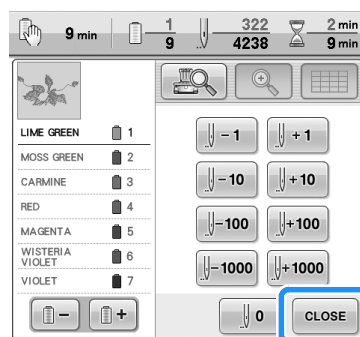 9 min 1 322 2 min
9 4238 9 min
LIME GREEN 1
MOSS GREEN 2
CARMINE 3
RED 4
MAGENTA 5
WISTERIA
VIOLET 6
VIOLET 7
-1 +1
-10 +10
-100 +100
-1000 +1000
- + 0 CLOSE